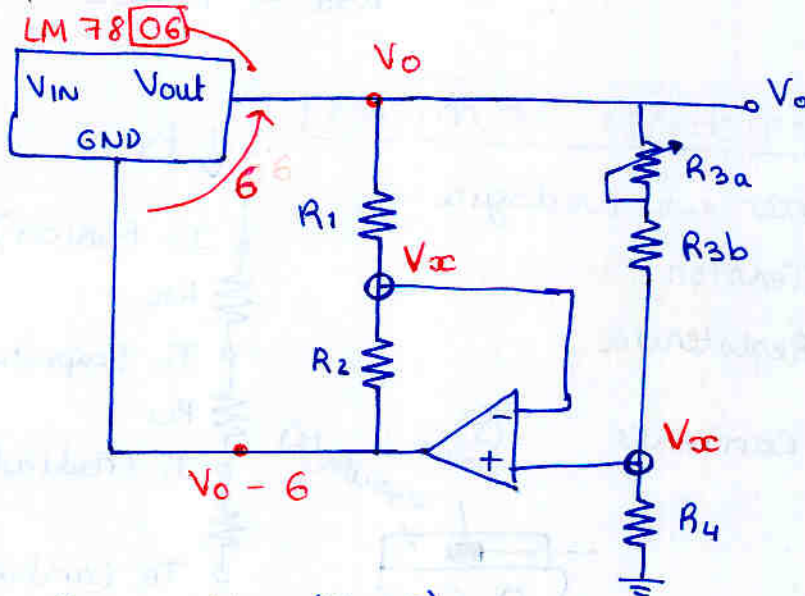 LM 78 06
VIN Vout
GND
6
Vo
Vo
R1
R3a
R3b
Vx
R2
-
+
Vx
Vo - 6
R4